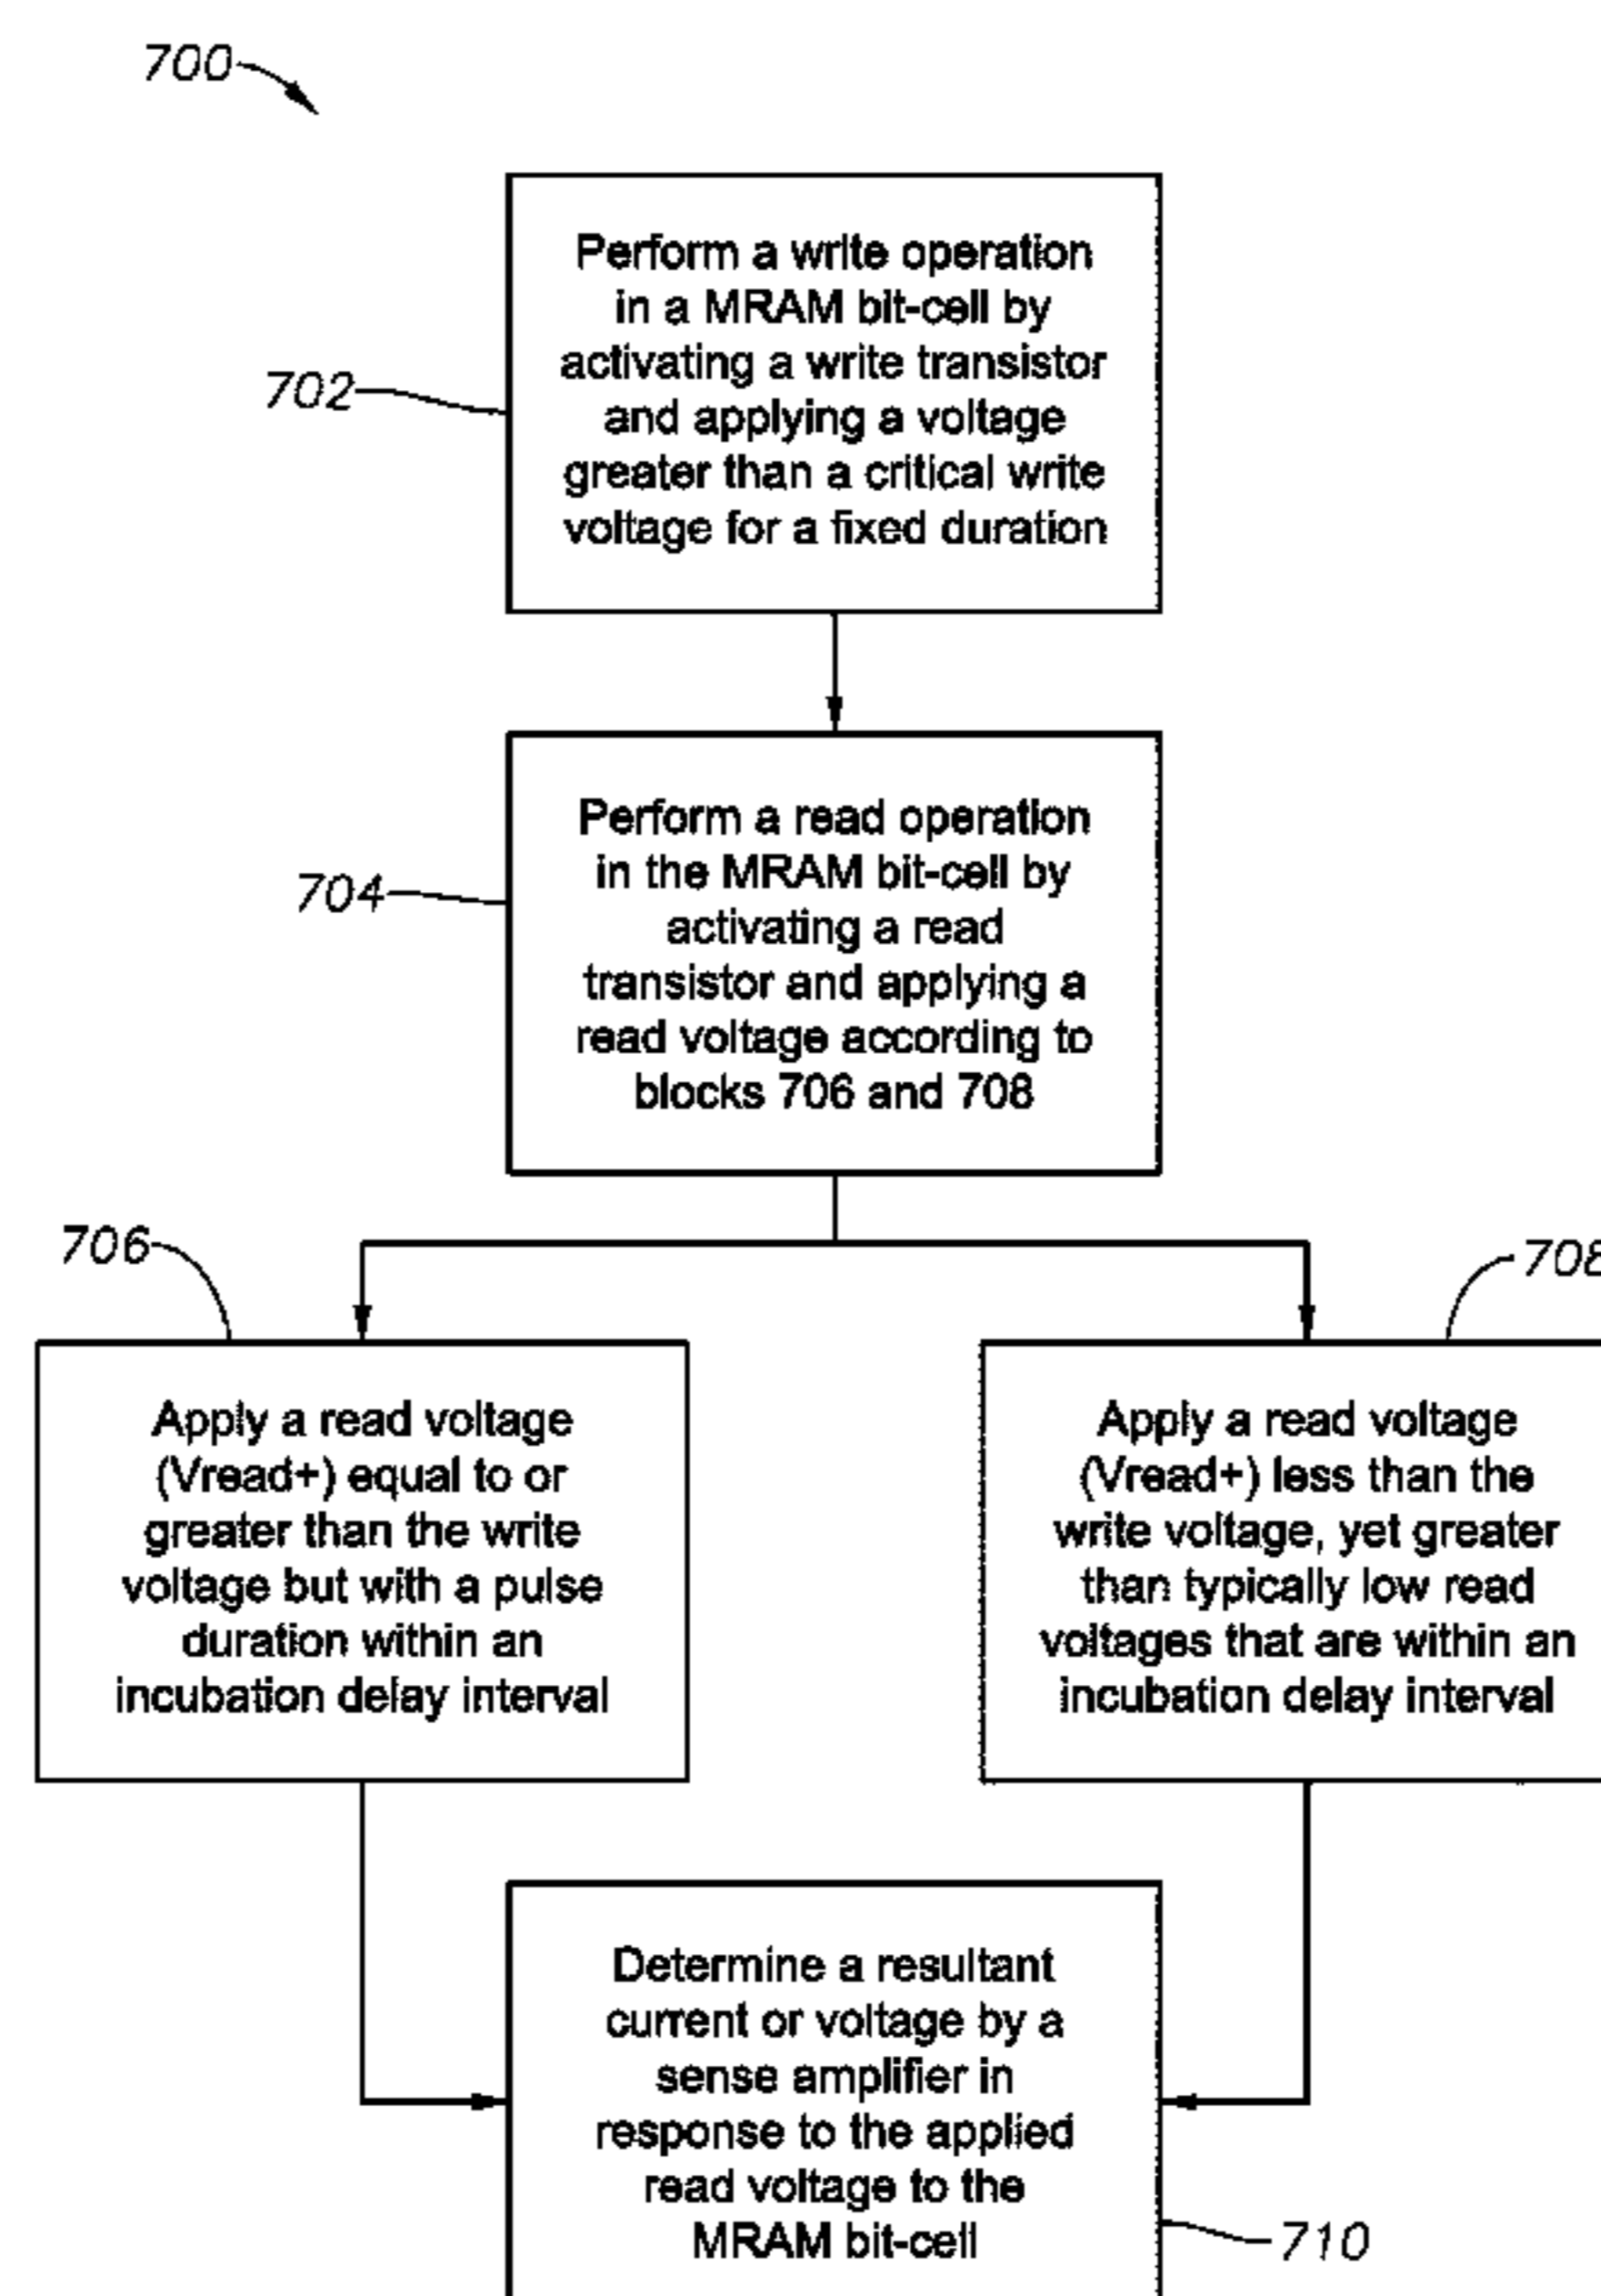 700
Perform a write operation
in a MRAM bit-cell by
activating a write transistor
and applying a voltage
greater than a critical write
voltage for a fixed duration
702
Perform a read operation
in the MRAM bit-cell by
activating a read
transistor and applying a
read voltage according to
blocks 706 and 708
704
706
Apply a read voltage
(Vread+) equal to or
greater than the write
voltage but with a pulse
duration within an
incubation delay interval
708
Apply a read voltage
(Vread+) less than the
write voltage, yet greater
than typically low read
voltages that are within an
incubation delay interval
Determine a resultant
current or voltage by a
sense amplifier in
response to the applied
read voltage to the
MRAM bit-cell
710